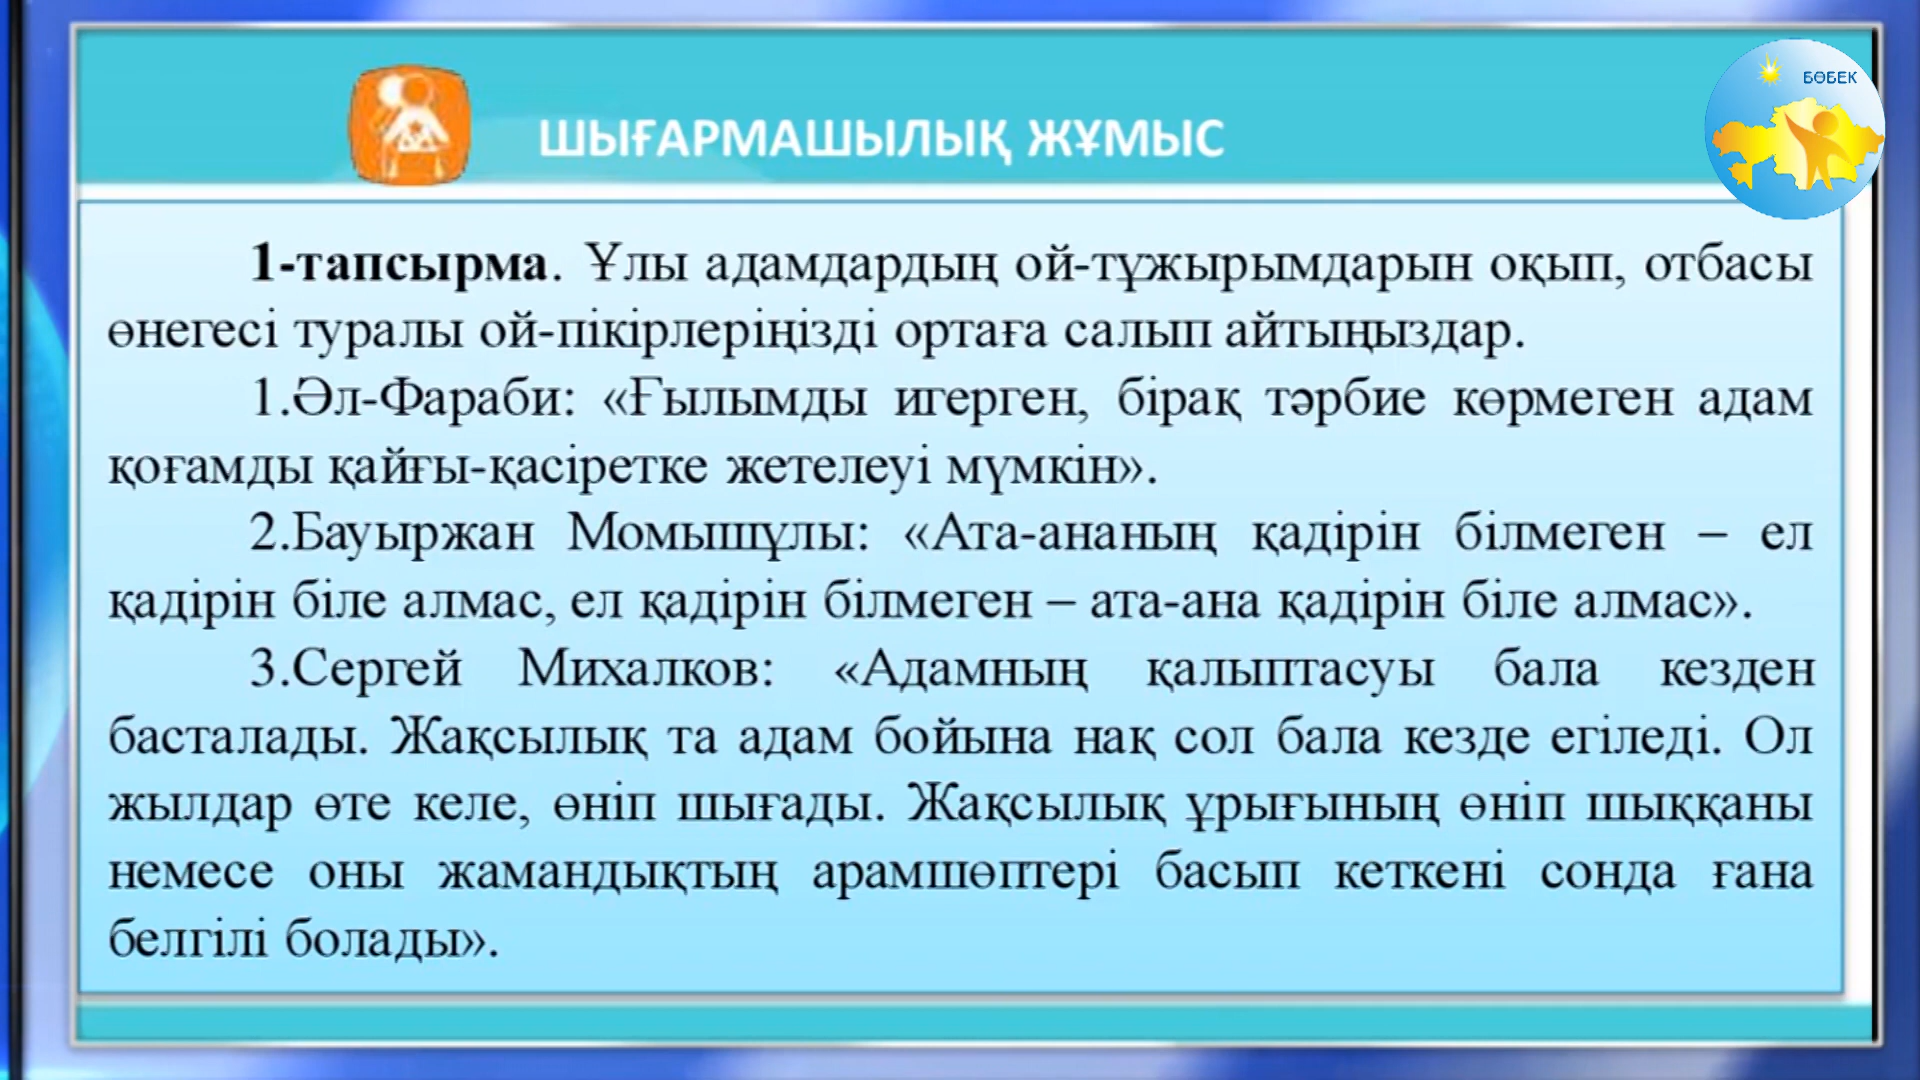 БӨБЕК
ШЫҒАРМАШЫЛЫҚ ЖҰМЫС
1-тапсырма. Ұлы адамдардың ой-тұжырымдарын оқып, отбасы
өнегесі туралы ой-пікірлеріңізді ортаға салып айтыңыздар.
1.Әл-Фараби: «Ғылымды игерген, бірақ тәрбие көрмеген адам
қоғамды қайғы-қасіретке жетелеуі мүмкін».
2.Бауыржан Момышұлы: «Ата-ананың қадірін білмеген – ел
қадірін біле алмас, ел қадірін білмеген – ата-ана қадірін біле алмас».
3.Сергей Михалков: «Адамның қалыптасуы бала кезден
басталады. Жақсылық та адам бойына нақ сол бала кезде егіледі. Ол
жылдар өте келе, өніп шығады. Жақсылық ұрығының өніп шыққаны
немесе оны жамандықтың арамшөптері басып кеткені сонда ғана
белгілі болады».